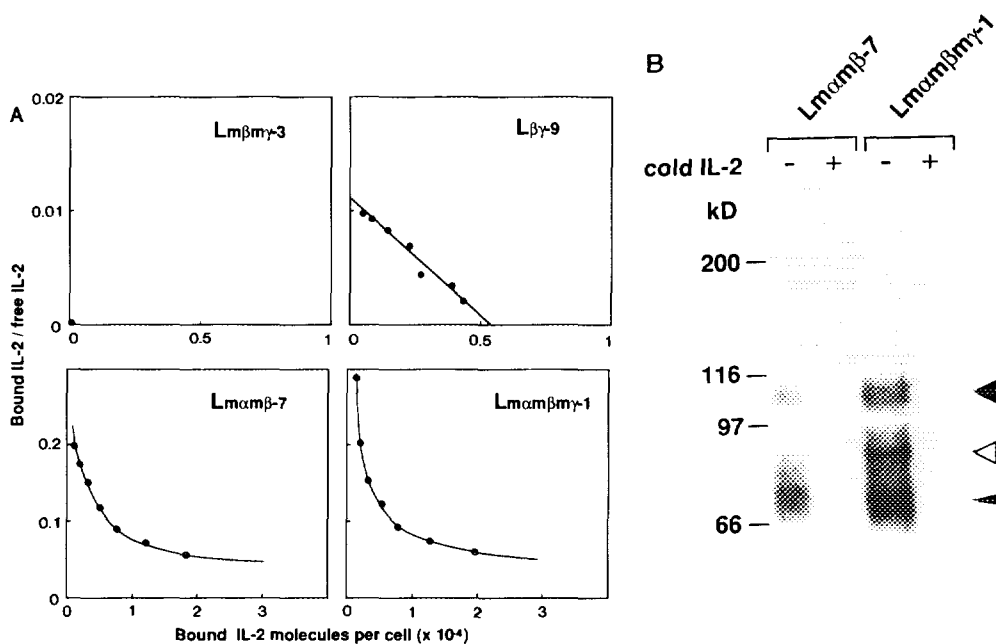 A
Bound IL-2 / free IL-2
0.02
0.01
0
Lmβmγ-3
0 0.5 1
Lβγ-9
0 0.5 1
0.2
0.1
0
Lmαmβ-7
0 1 2 3
Lmαmβmγ-1
0 1 2 3
Bound IL-2 molecules per cell (x 10⁻⁴)
B
Lmαmβ-7
Lmαmβmγ-1
cold IL-2 - + - +
kD
200
116
97
66